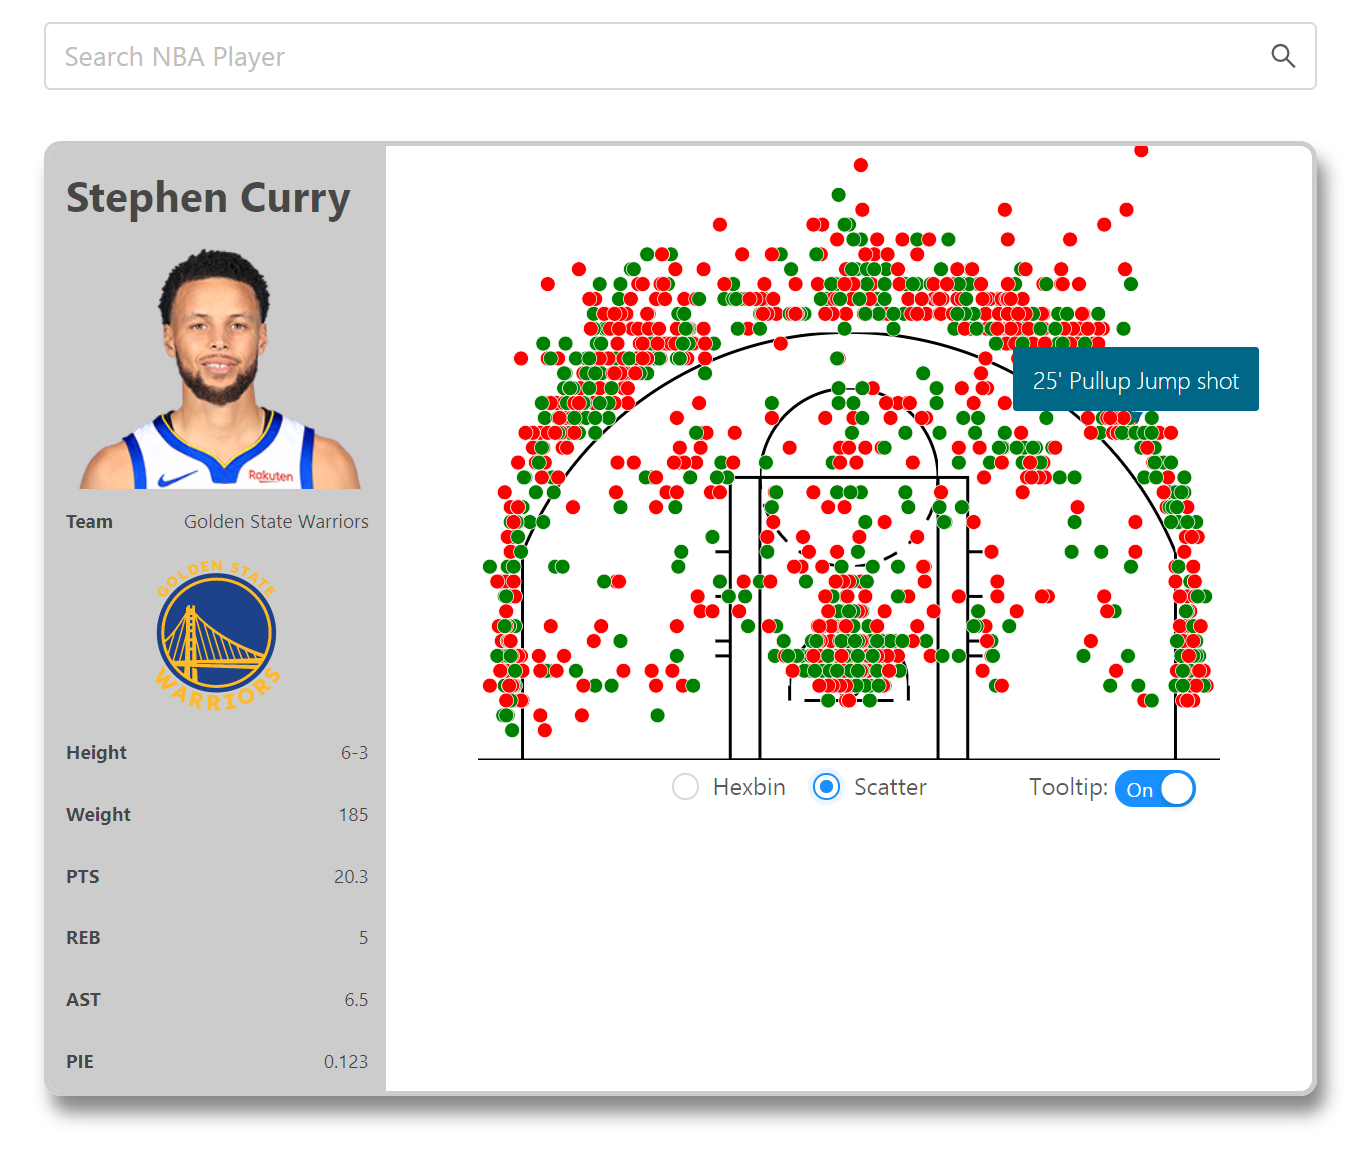 Search NBA Player
Stephen Curry
Rakuten
Team Golden State Warriors
GOLDEN STATE
WARRIORS
Height 6-3
Weight 185
PTS 20.3
REB 5
AST 6.5
PIE 0.123
25' Pullup Jump shot
Hexbin Scatter Tooltip: On